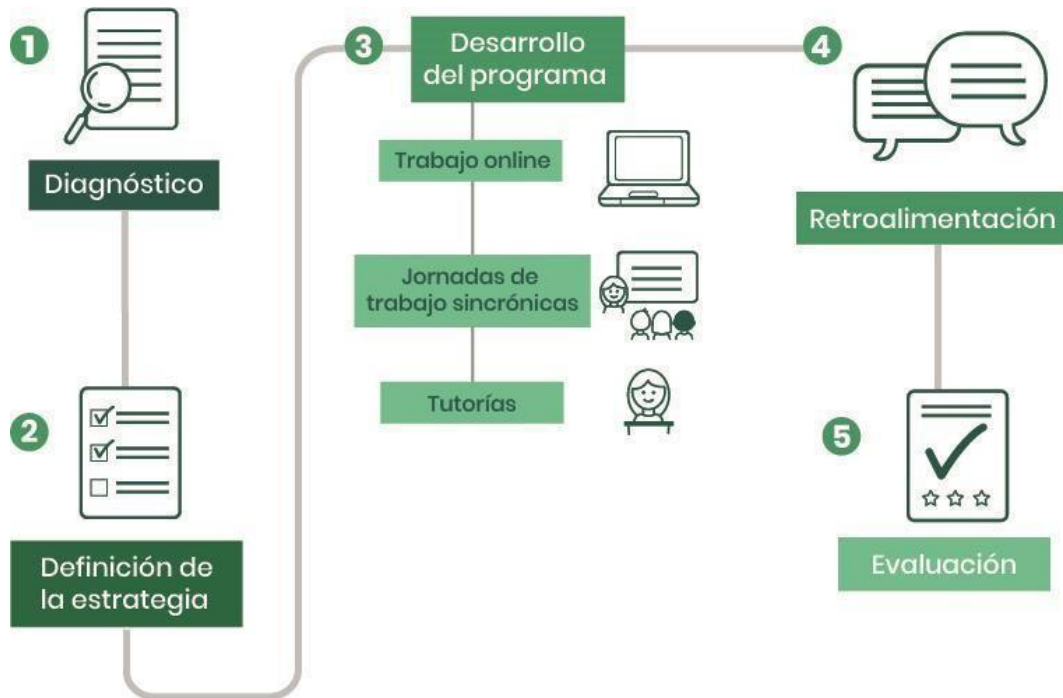 1
Diagnóstico
2
Definición de
la estrategia
3
Desarrollo
del programa
Trabajo online
Jornadas de
trabajo sincrónicas
Tutorías
4
Retroalimentación
5
Evaluación